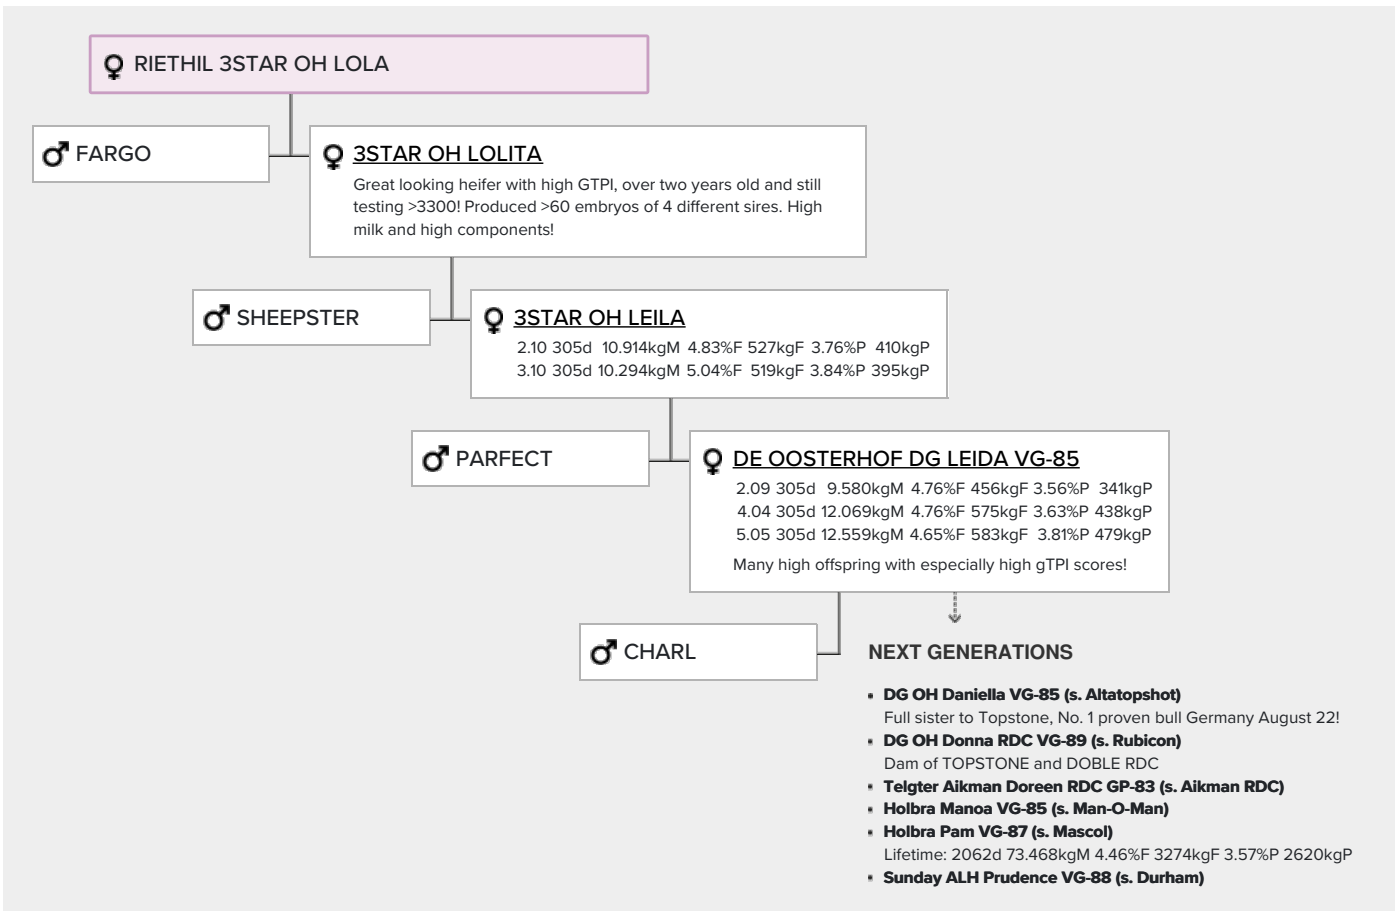 RIETHIL 3STAR OH LOLA
FARGO
3STAR OH LOLITA
Great looking heifer with high GTPI, over two years old and still
testing >3300! Produced >60 embryos of 4 different sires. High
milk and high components!
SHEEPSTER
3STAR OH LEILA
2.10 305d 10.914kgM 4.83%F 527kgF 3.76%P 410kgP
3.10 305d 10.294kgM 5.04%F 519kgF 3.84%P 395kgP
PARFECT
DE OOSTERHOF DG LEIDA VG-85
2.09 305d 9.580kgM 4.76%F 456kgF 3.56%P 341kgP
4.04 305d 12.069kgM 4.76%F 575kgF 3.63%P 438kgP
5.05 305d 12.559kgM 4.65%F 583kgF 3.81%P 479kgP
Many high offspring with especially high gTPI scores!
CHARL
NEXT GENERATIONS
DG OH Daniella VG-85 (s. Altatopshot)
Full sister to Topstone, No. 1 proven bull Germany August 22!
DG OH Donna RDC VG-89 (s. Rubicon)
Dam of TOPSTONE and DOBLE RDC
Telgter Aikman Doreen RDC GP-83 (s. Aikman RDC)
Holbra Manoa VG-85 (s. Man-O-Man)
Holbra Pam VG-87 (s. Mascol)
Lifetime: 2062d 73.468kgM 4.46%F 3274kgF 3.57%P 2620kgP
Sunday ALH Prudence VG-88 (s. Durham)